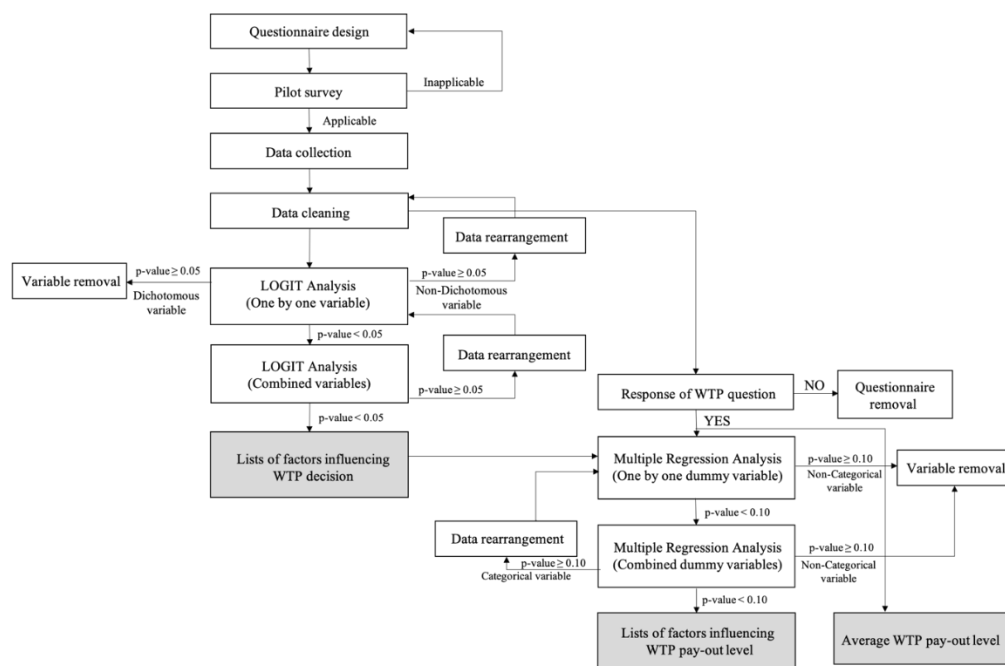 Questionnaire design
Inapplicable
Pilot survey
Applicable
Data collection
Data cleaning
Data rearrangement
p-value ≥ 0.05
Dichotomous
variable
Variable removal
LOGIT Analysis
(One by one variable)
p-value ≥ 0.05
Non-Dichotomous
variable
p-value < 0.05
Data rearrangement
LOGIT Analysis
(Combined variables)
p-value ≥ 0.05
p-value < 0.05
Lists of factors influencing
WTP decision
Response of WTP question
NO
Questionnaire
removal
YES
Multiple Regression Analysis
(One by one dummy variable)
p-value ≥ 0.10
Non-Categorical
variable
Variable removal
p-value < 0.10
Data rearrangement
p-value ≥ 0.10
Categorical variable
Multiple Regression Analysis
(Combined dummy variables)
p-value ≥ 0.10
Non-Categorical
variable
p-value < 0.10
Lists of factors influencing
WTP pay-out level
Average WTP pay-out level